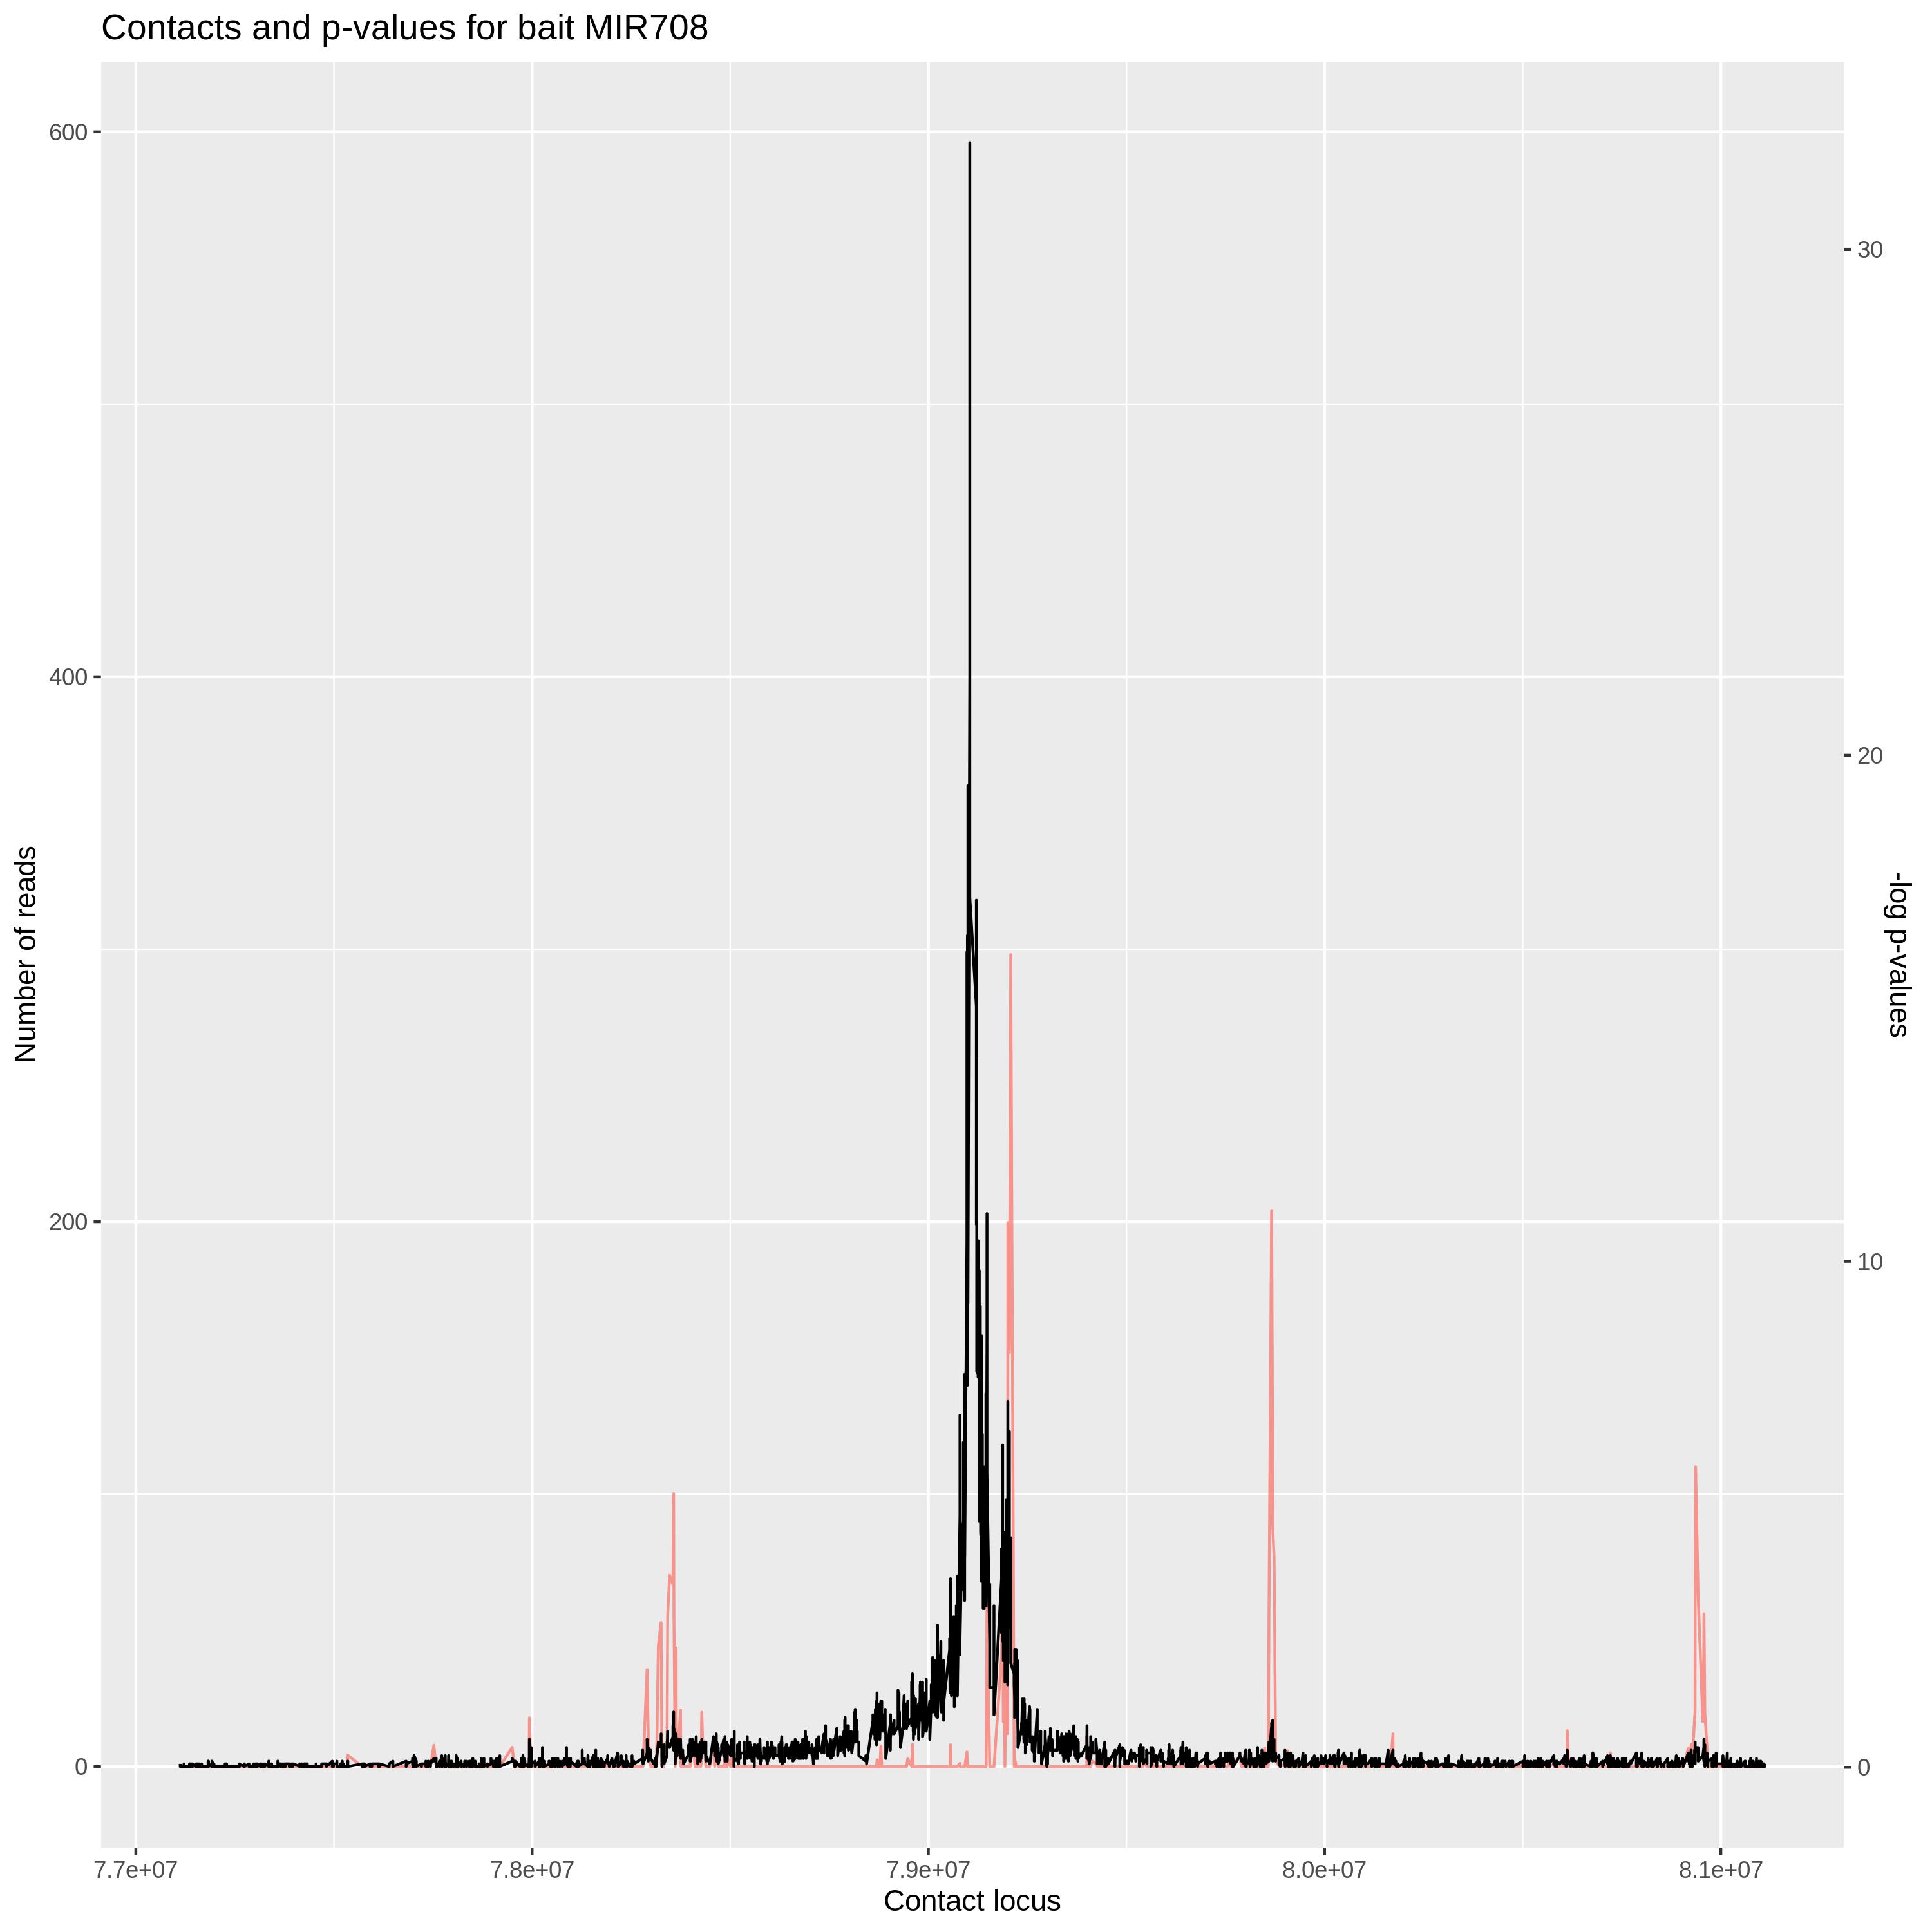 Contacts and p-values for bait MIR708
600
400
200
0
Number of reads
30
20
10
0
-log p-values
7.7e+07
7.8e+07
7.9e+07
8.0e+07
8.1e+07
Contact locus